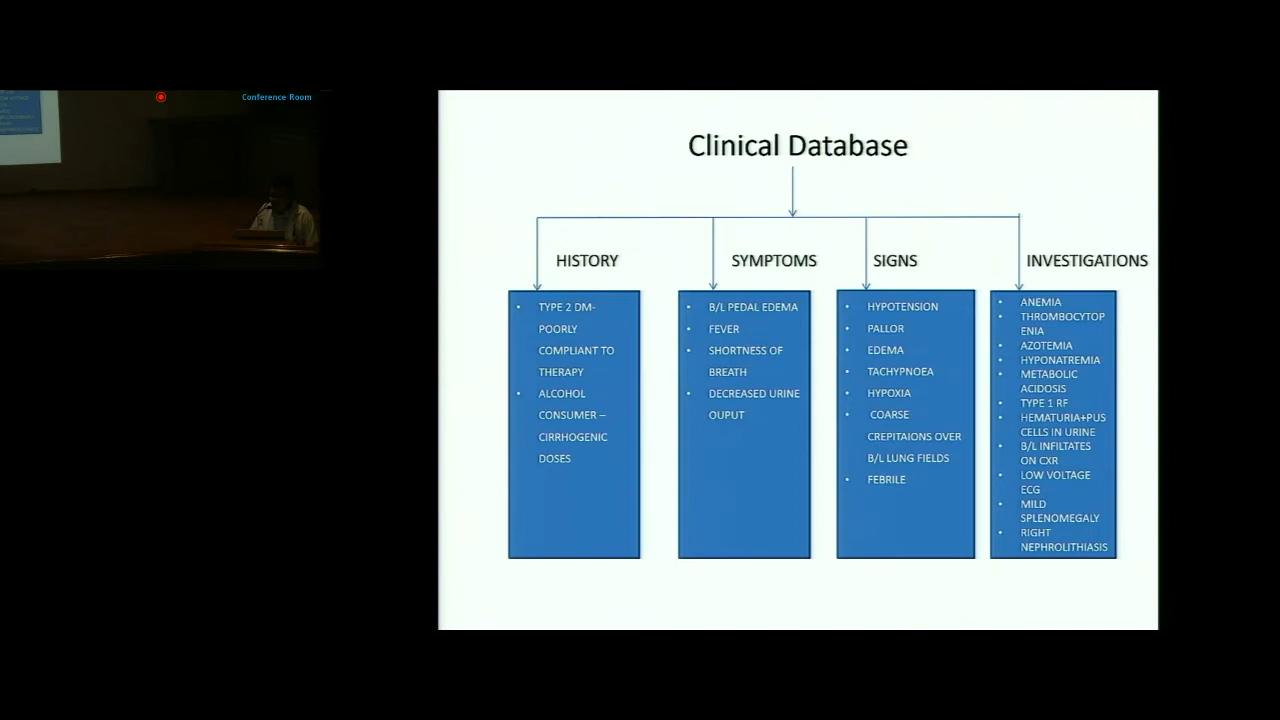 Conference Room
Clinical Database
HISTORY
• TYPE 2 DM-
POORLY
COMPLIANT TO
THERAPY
• ALCOHOL
CONSUMER –
CIRRHOGENIC
DOSES
SYMPTOMS
• B/L PEDAL EDEMA
• FEVER
• SHORTNESS OF
BREATH
• DECREASED URINE
OUPUT
SIGNS
• HYPOTENSION
• PALLOR
• EDEMA
• TACHYPNOEA
• HYPOXIA
• COARSE
CREPITAIONS OVER
B/L LUNG FIELDS
• FEBRILE
INVESTIGATIONS
• ANEMIA
• THROMBOCYTOP
ENIA
• AZOTEMIA
• HYPONATREMIA
• METABOLIC
ACIDOSIS
• TYPE 1 RF
• HEMATURIA+PUS
CELLS IN URINE
• B/L INFILTATES
ON CXR
• LOW VOLTAGE
ECG
• MILD
SPLENOMEGALY
• RIGHT
NEPHROLITHIASIS